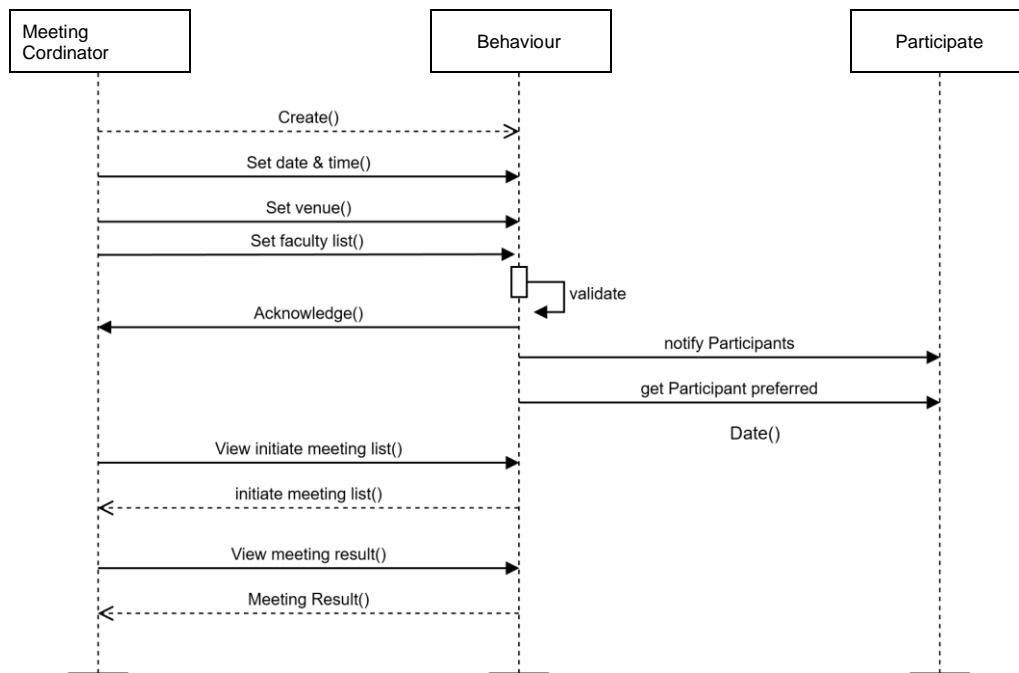 Meeting
Cordinator
Behaviour
Participate
Create()
Set date & time()
Set venue()
Set faculty list()
validate
Acknowledge()
notify Participants
get Participant preferred
Date()
View initiate meeting list()
initiate meeting list()
View meeting result()
Meeting Result()